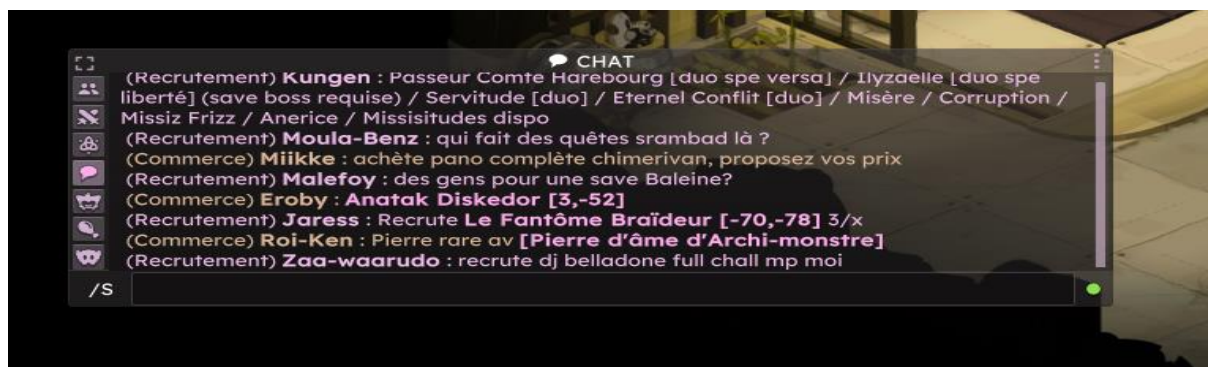 CHAT
(Recrutement) Kungen : Passeur Comte Harebourg [duo spe versa] / Ilyzaelle [duo spe
liberté] (save boss requise) / Servitude [duo] / Eternel Conflit [duo] / Misère / Corruption /
Missiz Frizz / Anerice / Missisitudes dispo
(Recrutement) Moula-Benz : qui fait des quêtes srambad là ?
(Commerce) Miikke : achète pano complète chimerivan, proposez vos prix
(Recrutement) Malefoy : des gens pour une save Baleine?
(Commerce) Eroby : Anatak Diskedor [3,-52]
(Recrutement) Jaress : Recrute Le Fantôme Braïdeur [-70,-78] 3/x
(Commerce) Roi-Ken : Pierre rare av [Pierre d'âme d'Archi-monstre]
(Recrutement) Zaa-waarudo : recrute dj belladone full chall mp moi
/S